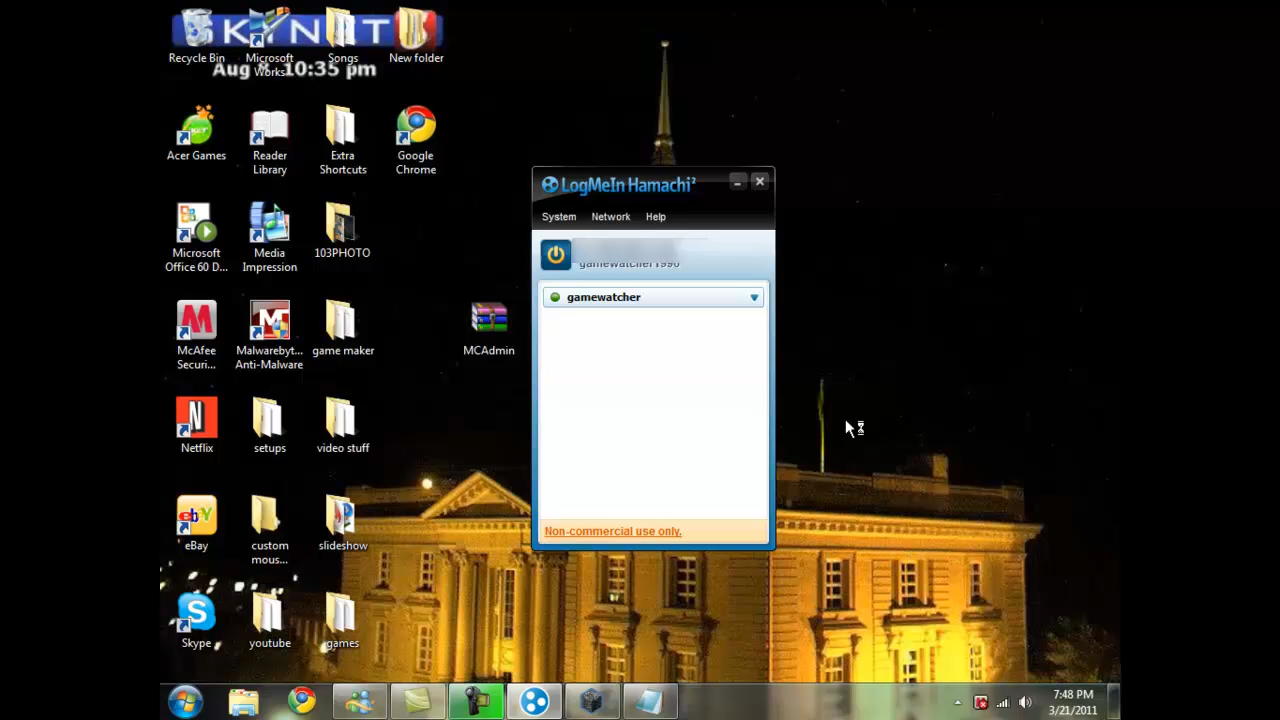 KYN T
Recycle Bin
Microsoft Works...
Songs
New folder
Aug 10:35 pm
Acer Games
Reader Library
Extra Shortcuts
Google Chrome
LogMeIn Hamachi²
System Network Help
gamewatcher1990
gamewatcher
Microsoft Office 60 D...
Media Impression
103PHOTO
McAfee Securi...
Malwarebyt... Anti-Malware
game maker
MCAdmin
Netflix
setups
video stuff
eBay
custom mous...
slideshow
Non-commercial use only.
Skype
youtube
games
7:48 PM
3/21/2011